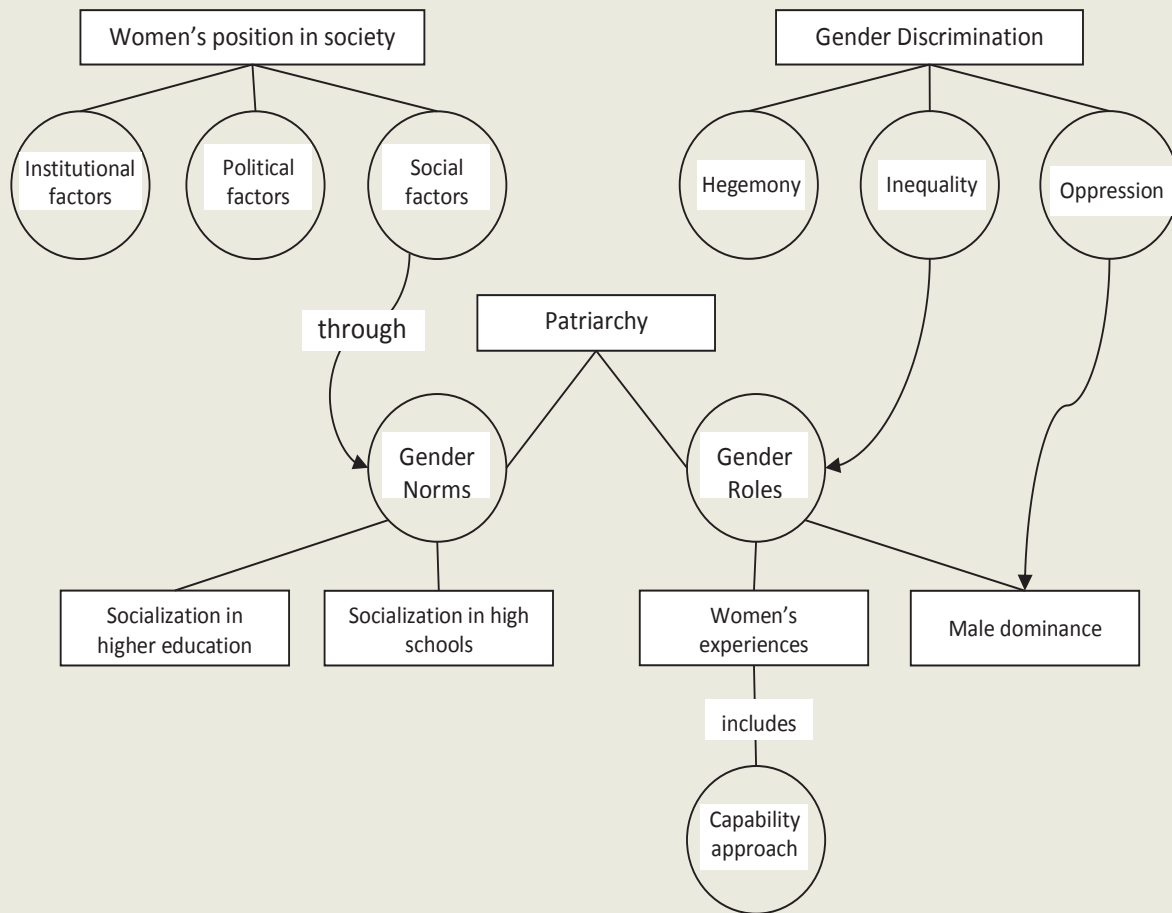 Women’s position in society
Gender Discrimination
Institutional
factors
Political
factors
Social
factors
Hegemony
Inequality
Oppression
through
Patriarchy
Gender
Norms
Gender
Roles
Socialization in
higher education
Socialization in high
schools
Women’s
experiences
Male dominance
includes
Capability
approach